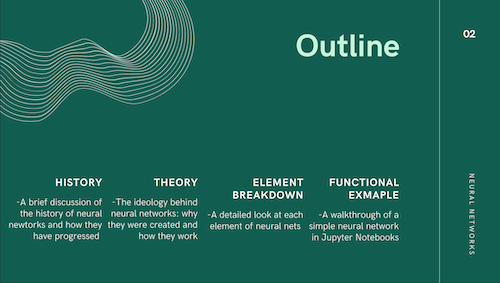 Outline
02
HISTORY
-A brief discussion of
the history of neural
newtorks and how they
have progressed
THEORY
-The ideology behind
neural networks: why
they were created and
how they work
ELEMENT
BREAKDOWN
-A detailed look at each
element of neural nets
FUNCTIONAL
EXMAPLE
-A walkthrough of a
simple neural network
in Jupyter Notebooks
NEURAL NETWORKS